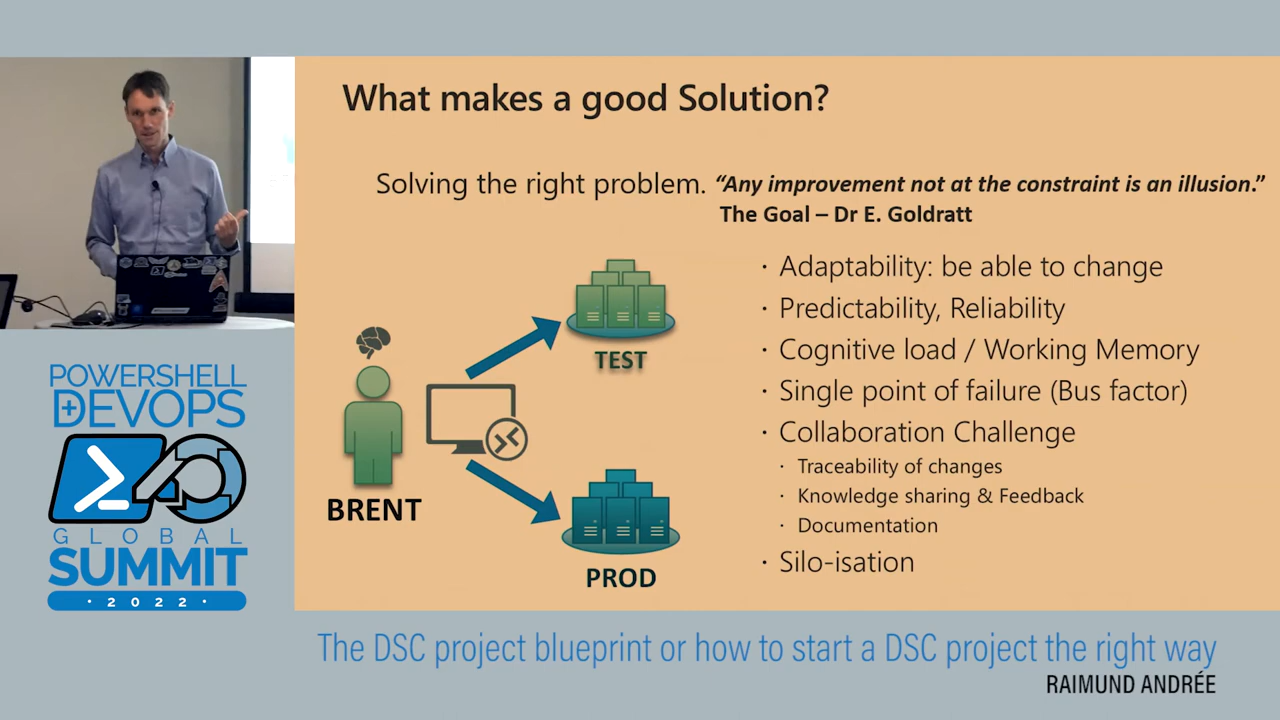 What makes a good Solution?
Solving the right problem. “Any improvement not at the constraint is an illusion.”
The Goal – Dr E. Goldratt
· Adaptability: be able to change
· Predictability, Reliability
· Cognitive load / Working Memory
· Single point of failure (Bus factor)
· Collaboration Challenge
· Traceability of changes
· Knowledge sharing & Feedback
· Documentation
· Silo-isation
TEST
BRENT
PROD
POWERSHELL
DEVOPS
GLOBAL
SUMMIT
· 2022 ·
The DSC project blueprint or how to start a DSC project the right way
RAIMUND ANDRÉE